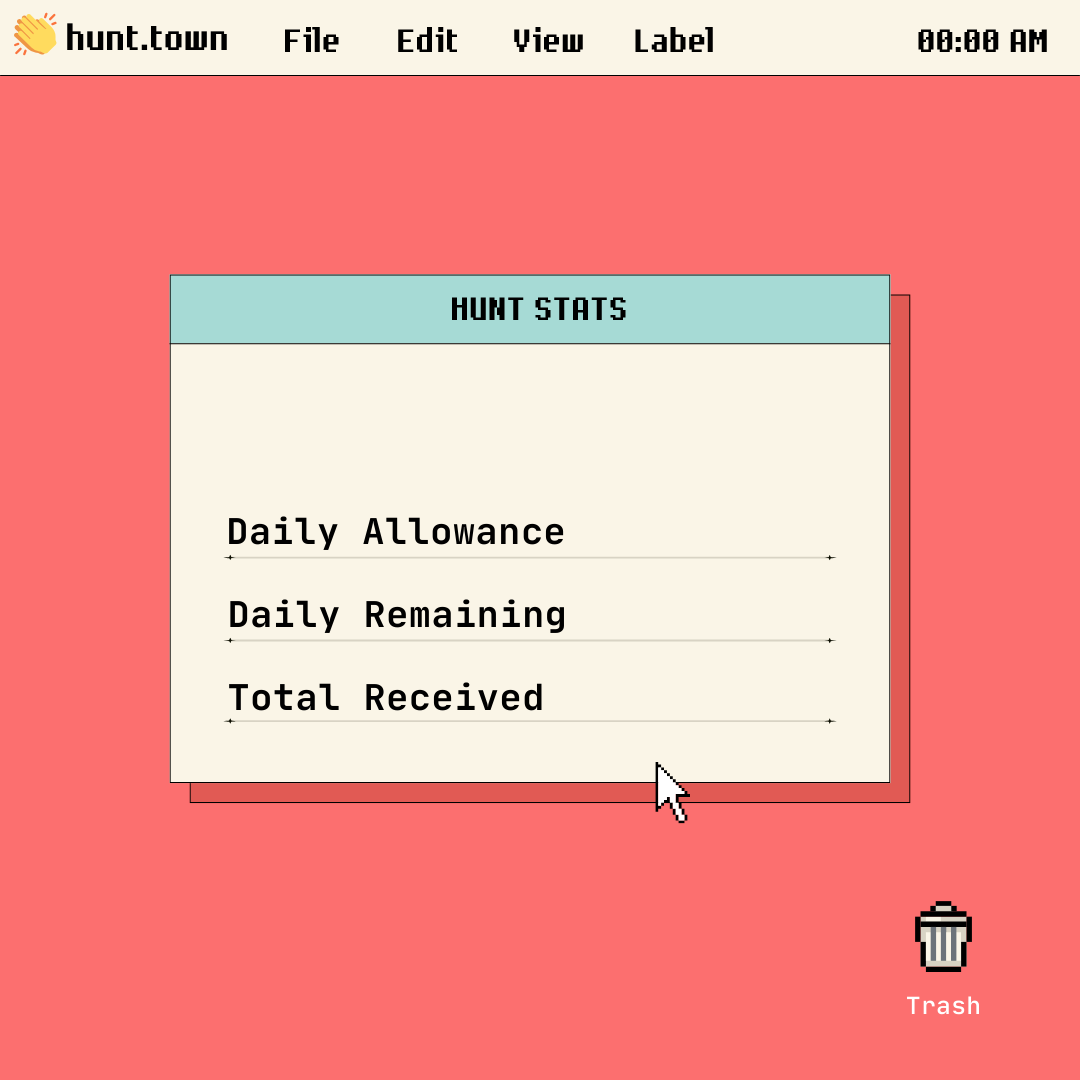 hunt.town File Edit View Label 00:00 AM
HUNT STATS
Daily Allowance
Daily Remaining
Total Received
Trash